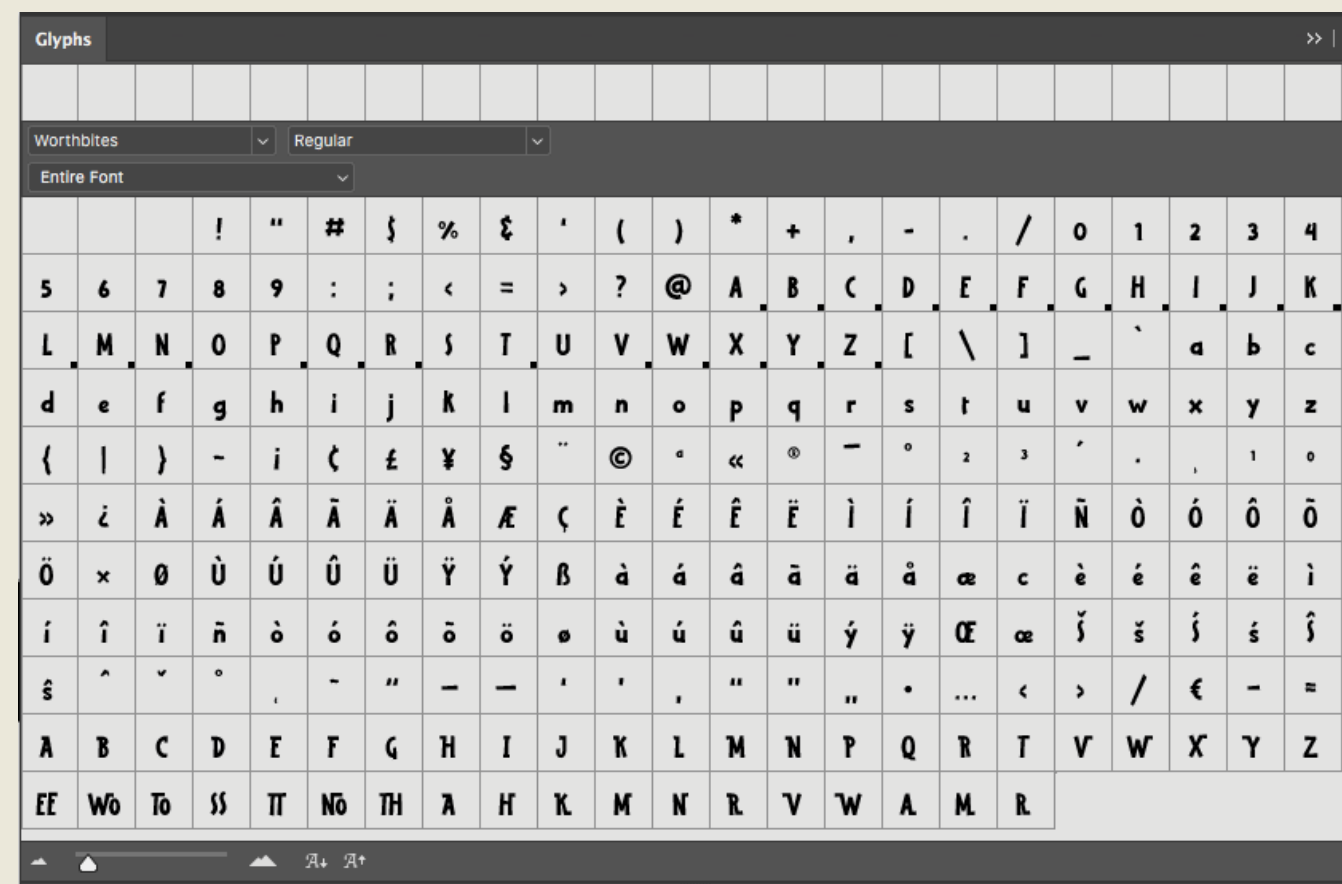 Glyphs
Worthbites Regular
Entire Font
! " # $ % & ' ( ) * + , - . / 0 1 2 3 4
5 6 7 8 9 : ; < = > ? @ A B C D E F G H I J K
L M N O P Q R S T U V W X Y Z [ \ ] _ ` a b c
d e f g h i j k l m n o p q r s t u v w x y z
{ | } ~ ¡ ¢ £ ¥ § ¨ © ª « ® ¯ ° ² ³ ´ · ¸ ¹ º
» ¿ À Á Â Ã Ä Å Æ Ç È É Ê Ë Ì Í Î Ï Ñ Ò Ó Ô Õ
Ö × Ø Ù Ú Û Ü Ÿ Ý ß à á â ã ä å æ c è é ê ë ì
í î ï ñ ò ó ô õ ö ø ù ú û ü ý ÿ Œ œ Š š Ś ś Ŝ
ŝ ˆ ˇ ˚ ˛ ˜ ˝ – — ‘ ’ ‚ “ ” „ • … ‹ › ⁄ € − ≈
A B C D E F G H I J K L M N P Q R T V W X Y Z
EE Wo To SS TT No TH A H K M N R V W A M R
A A